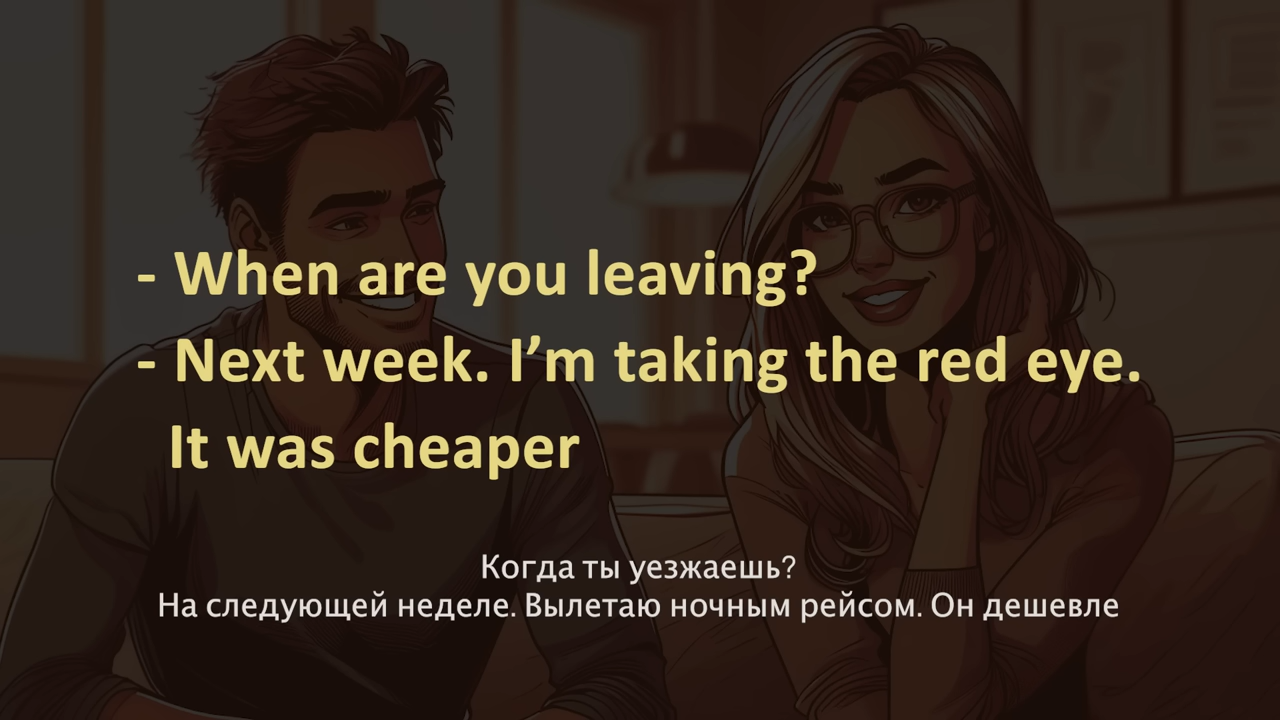 - When are you leaving?
- Next week. I’m taking the red eye.
It was cheaper
Когда ты уезжаешь?
На следующей неделе. Вылетаю ночным рейсом. Он дешевле